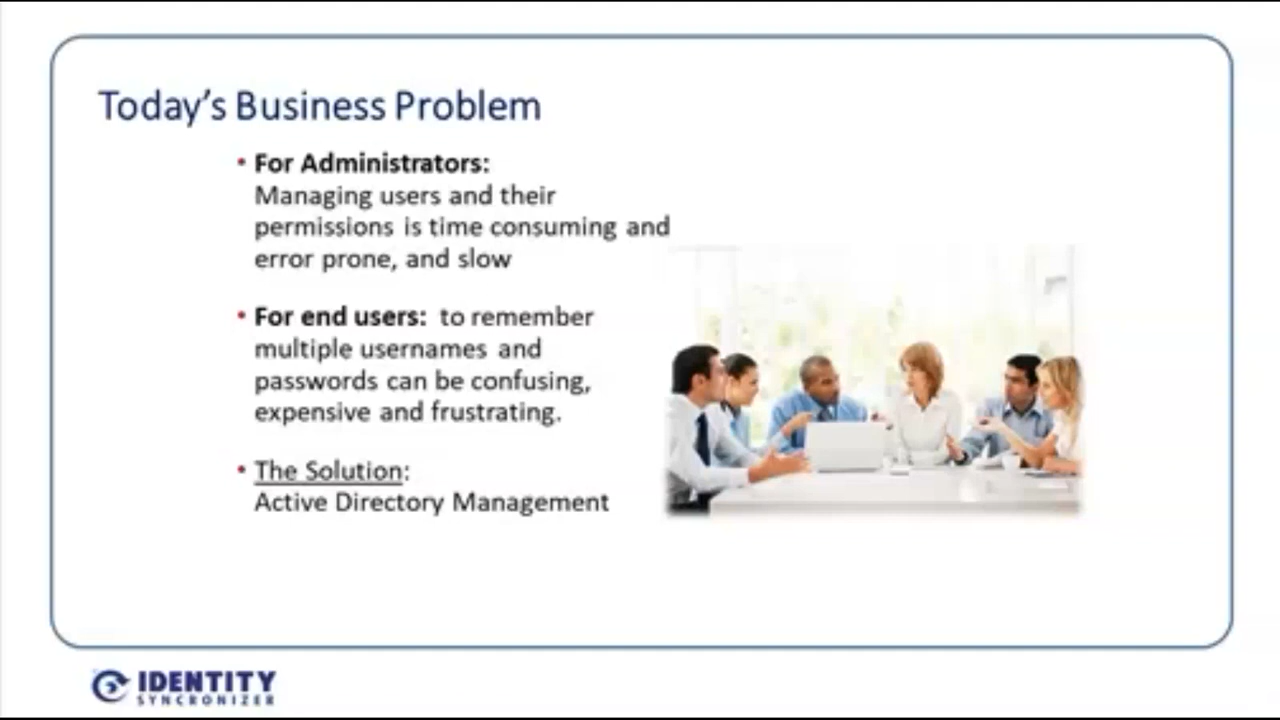 Today's Business Problem
• For Administrators:
Managing users and their
permissions is time consuming and
error prone, and slow
• For end users: to remember
multiple usernames and
passwords can be confusing,
expensive and frustrating.
• The Solution:
Active Directory Management
IDENTITY
SYNCRONIZER